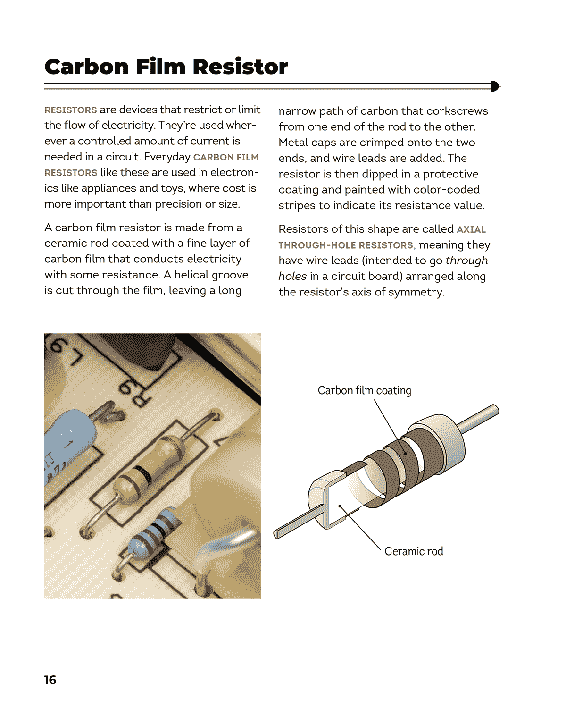 Carbon Film Resistor
RESISTORS are devices that restrict or limit
the flow of electricity. They're used wher-
ever a controlled amount of current is
needed in a circuit. Everyday CARBON FILM
RESISTORS like these are used in electron-
ics like appliances and toys, where cost is
more important than precision or size.
A carbon film resistor is made from a
ceramic rod coated with a fine layer of
carbon film that conducts electricity
with some resistance. A helical groove
is cut through the film, leaving a long
narrow path of carbon that corkscrews
from one end of the rod to the other.
Metal caps are crimped onto the two
ends, and wire leads are added. The
resistor is then dipped in a protective
coating and painted with color-coded
stripes to indicate its resistance value.
Resistors of this shape are called AXIAL
THROUGH-HOLE RESISTORS, meaning they
have wire leads (intended to go through
holes in a circuit board) arranged along
the resistor's axis of symmetry.
L9
R9
Carbon film coating
Ceramic rod
16